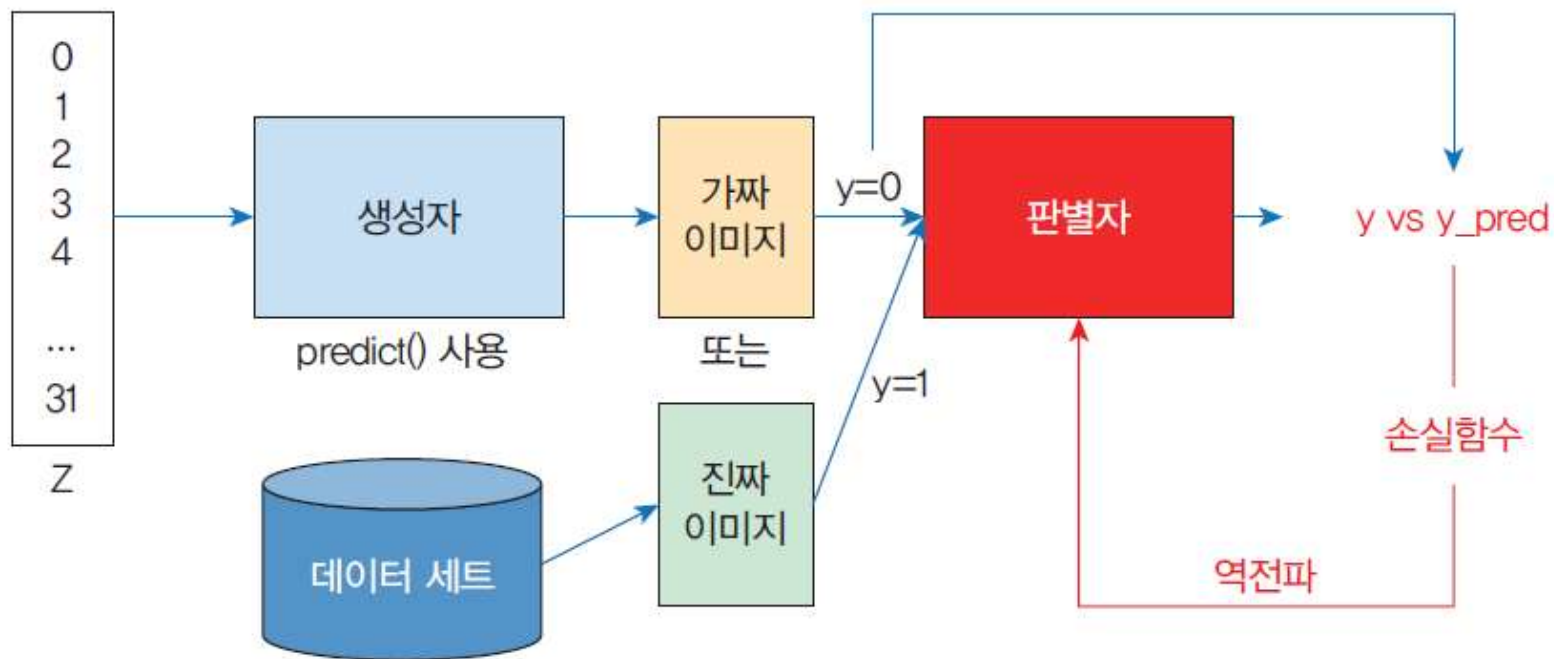 0
1
2
3
4
...
31
Z
생성자
predict() 사용
가짜
이미지
또는
데이터 세트
진짜
이미지
y=0
y=1
판별자
y vs y_pred
손실함수
역전파